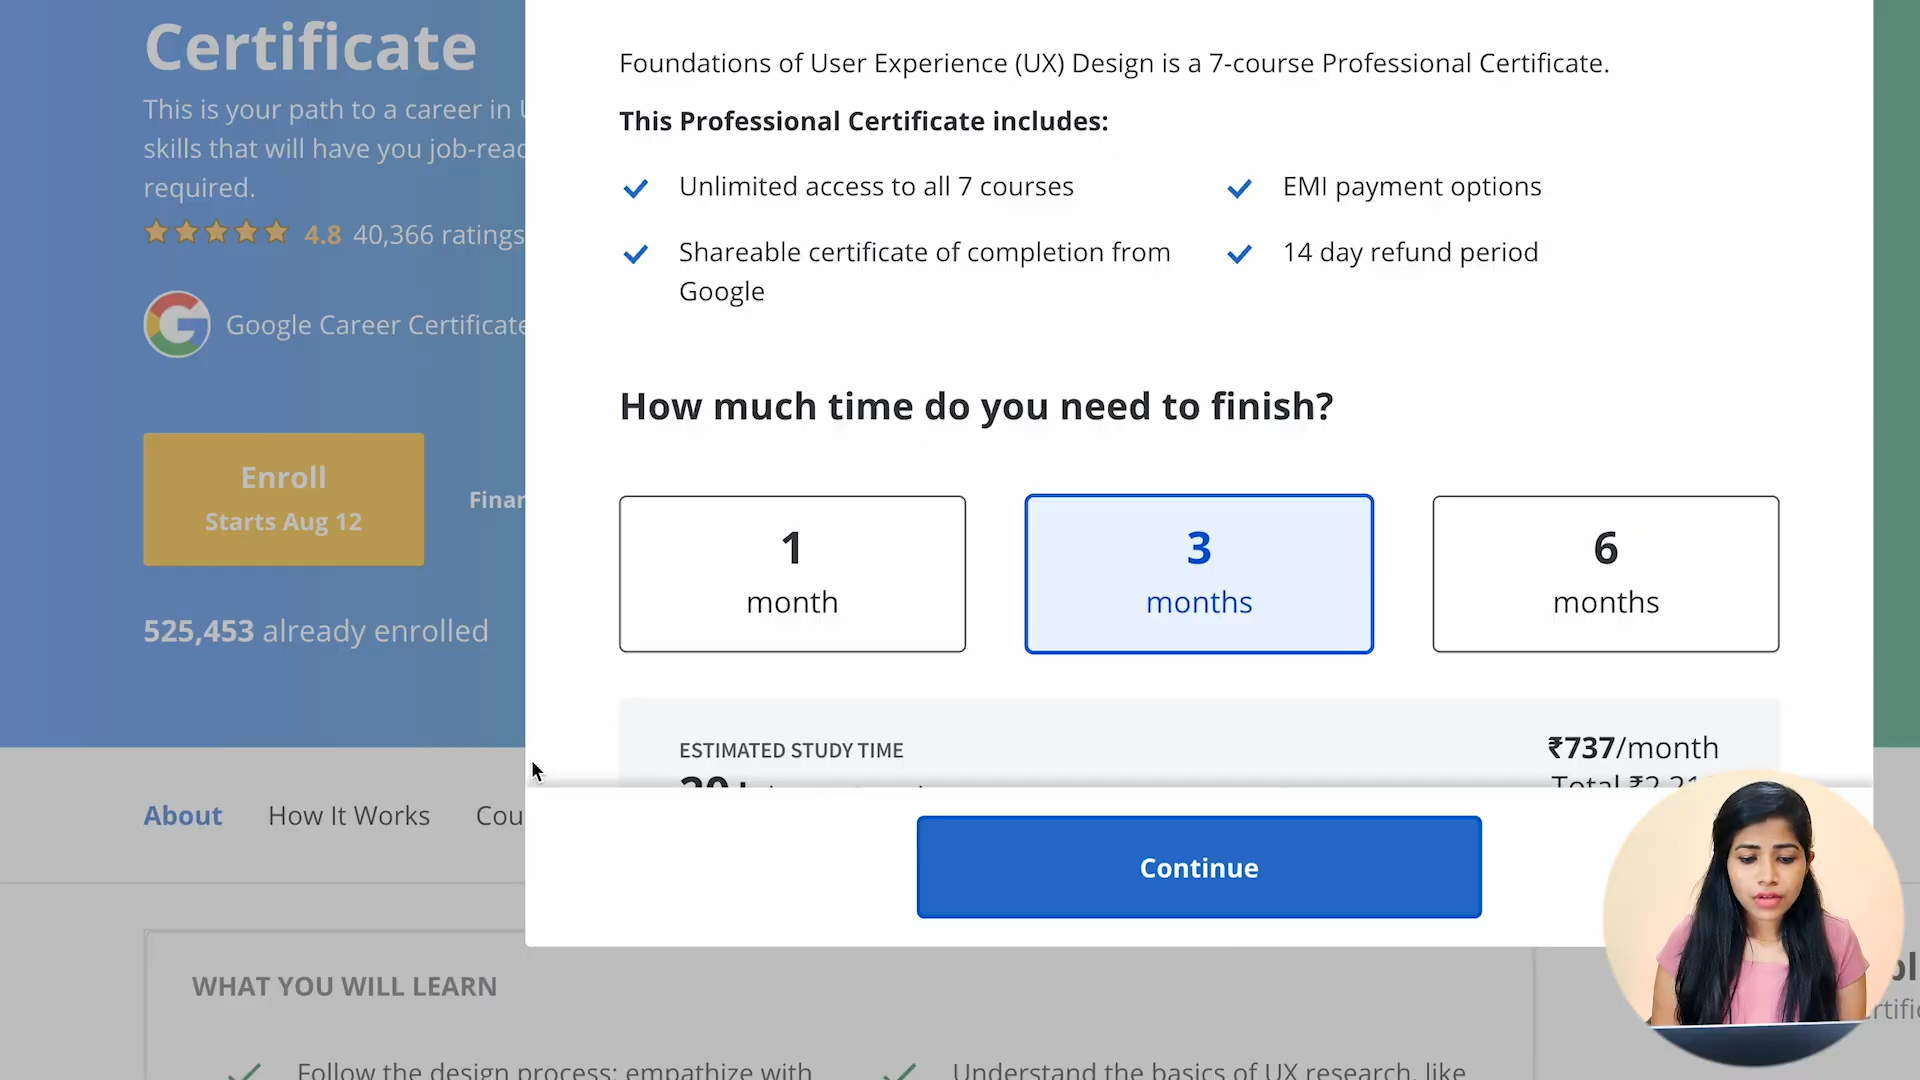 Certificate
This is your path to a career in
skills that will have you job-read
required.
4.8 40,366 ratings
Google Career Certificate
Enroll
Starts Aug 12
Finan
525,453 already enrolled
About How It Works Cou
WHAT YOU WILL LEARN
Follow the design process: empathize with
Understand the basics of UX research, like
Foundations of User Experience (UX) Design is a 7-course Professional Certificate.
This Professional Certificate includes:
Unlimited access to all 7 courses
EMI payment options
Shareable certificate of completion from
Google
14 day refund period
How much time do you need to finish?
1
month
3
months
6
months
ESTIMATED STUDY TIME
₹737/month
Total
Continue